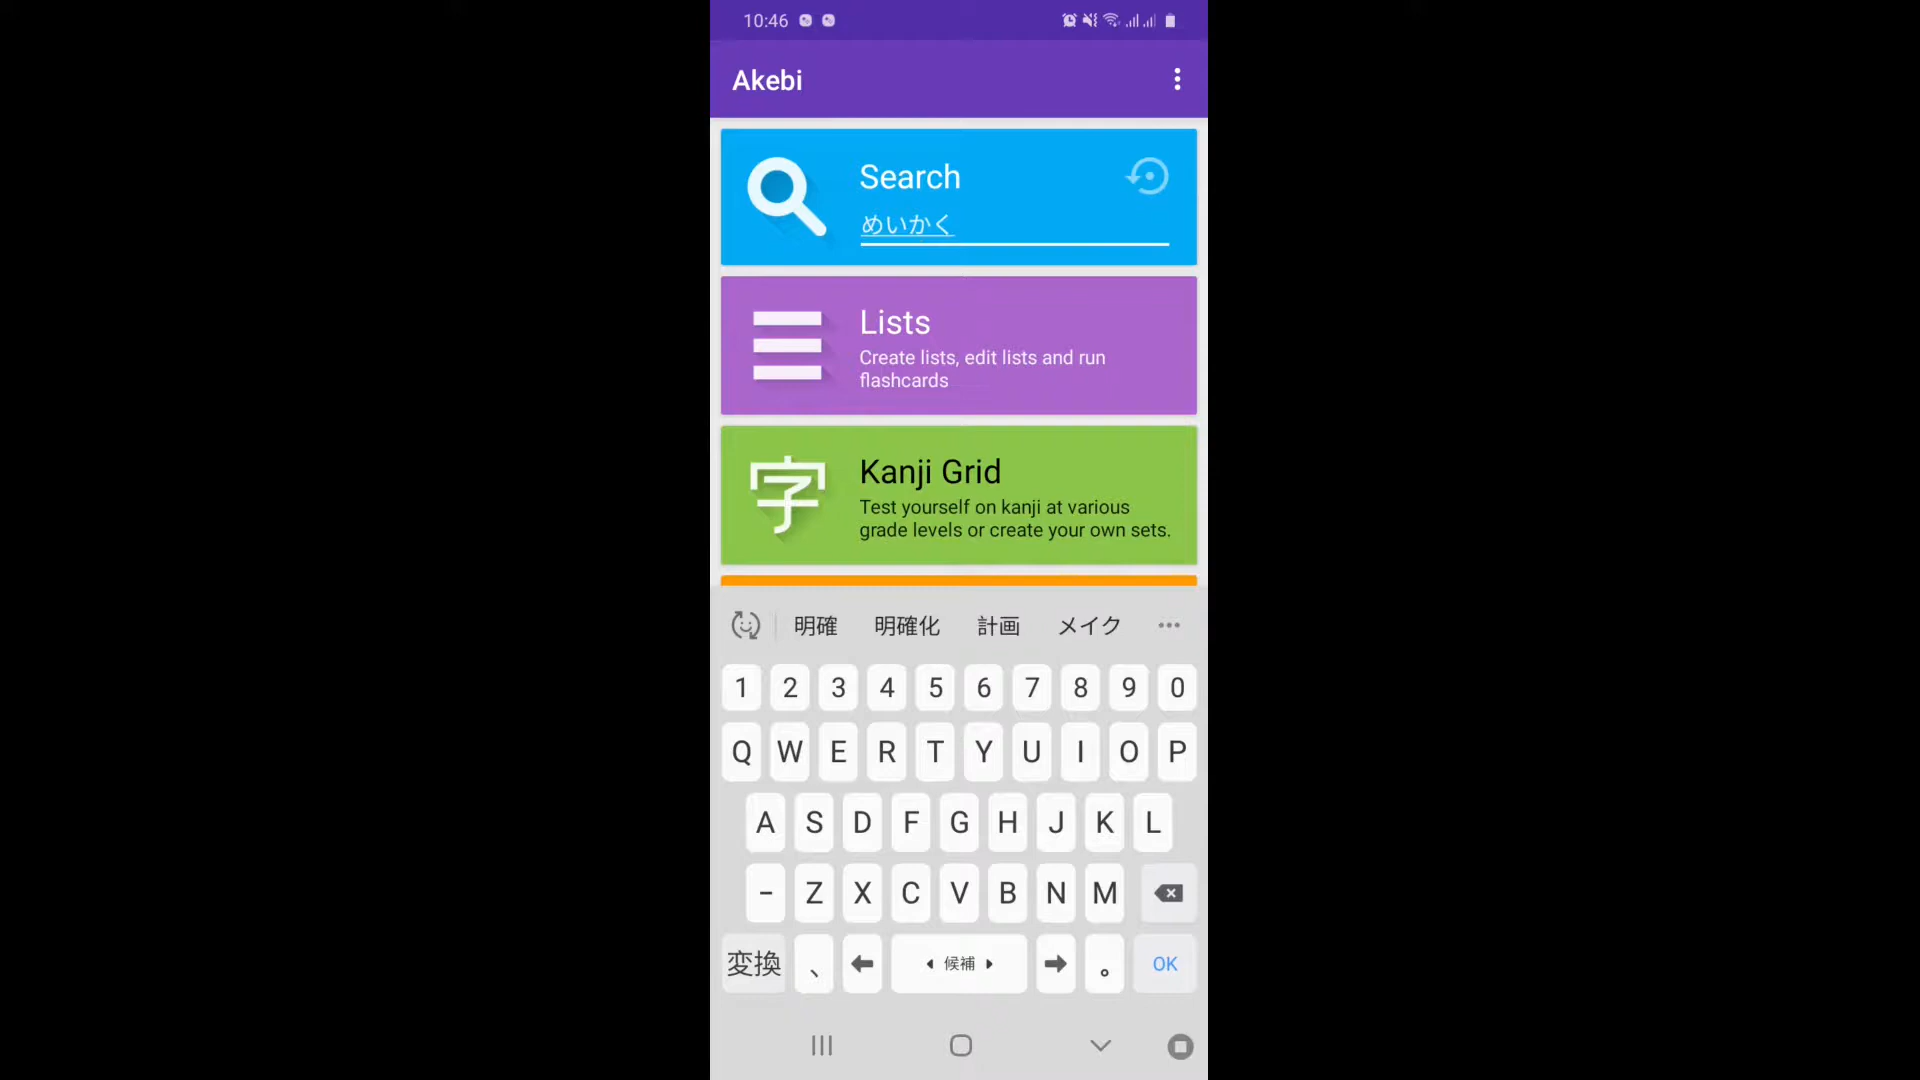 10:46
Akebi
Search
めいかく
Lists
Create lists, edit lists and run
flashcards
字
Kanji Grid
Test yourself on kanji at various
grade levels or create your own sets.
明確 明確化 計画 メイク
1 2 3 4 5 6 7 8 9 0
Q W E R T Y U I O P
A S D F G H J K L
- Z X C V B N M
変換 、 候補 。 OK